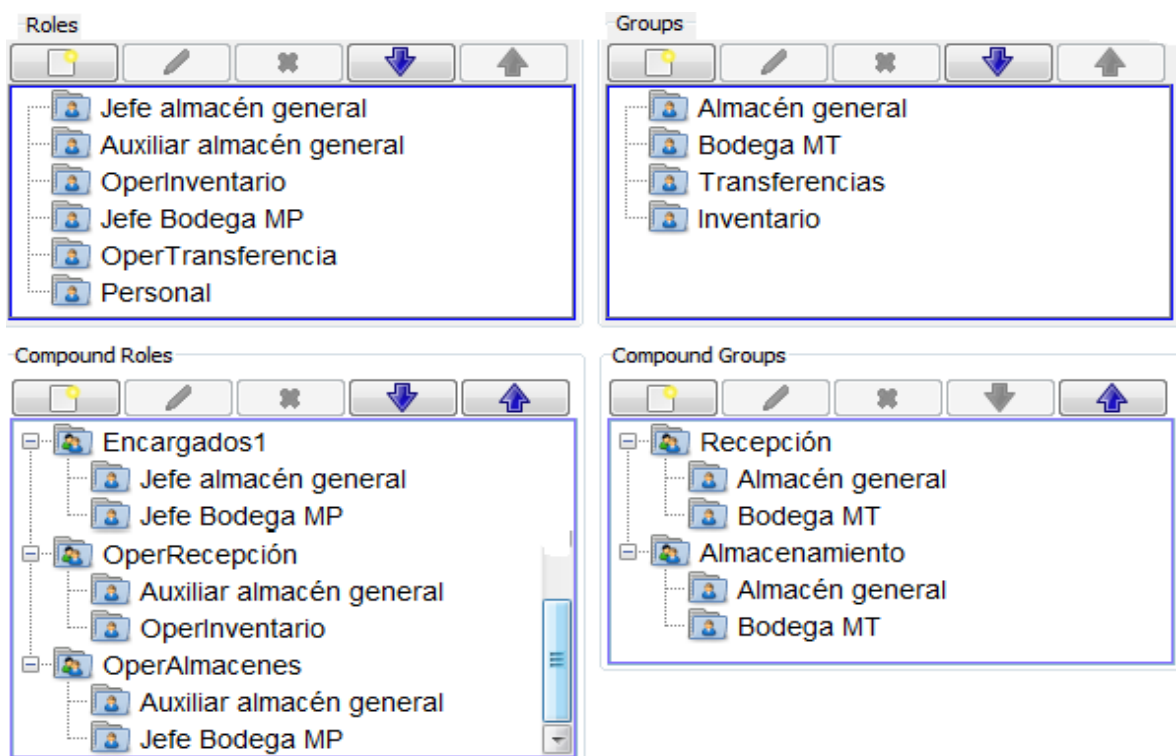 Roles
Jefe almacén general
Auxiliar almacén general
OperInventario
Jefe Bodega MP
OperTransferencia
Personal
Groups
Almacén general
Bodega MT
Transferencias
Inventario
Compound Roles
Encargados1
Jefe almacén general
Jefe Bodega MP
OperRecepción
Auxiliar almacén general
OperInventario
OperAlmacenes
Auxiliar almacén general
Jefe Bodega MP
Compound Groups
Recepción
Almacén general
Bodega MT
Almacenamiento
Almacén general
Bodega MT